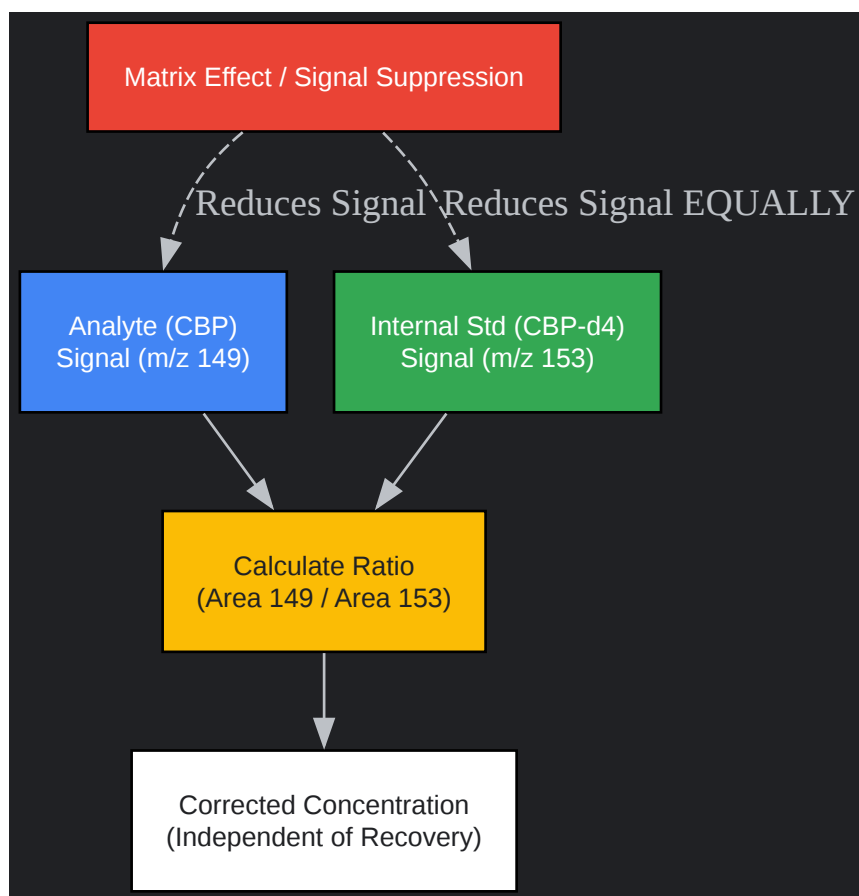 Matrix Effect / Signal Suppression
Reduces Signal
Reduces Signal EQUALLY
Analyte (CBP)
Signal (m/z 149)
Internal Std (CBP-d4)
Signal (m/z 153)
Calculate Ratio
(Area 149 / Area 153)
Corrected Concentration
(Independent of Recovery)